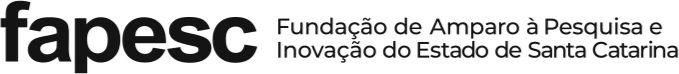 fapesc
Fundação de Amparo à Pesquisa e
Inovação do Estado de Santa Catarina